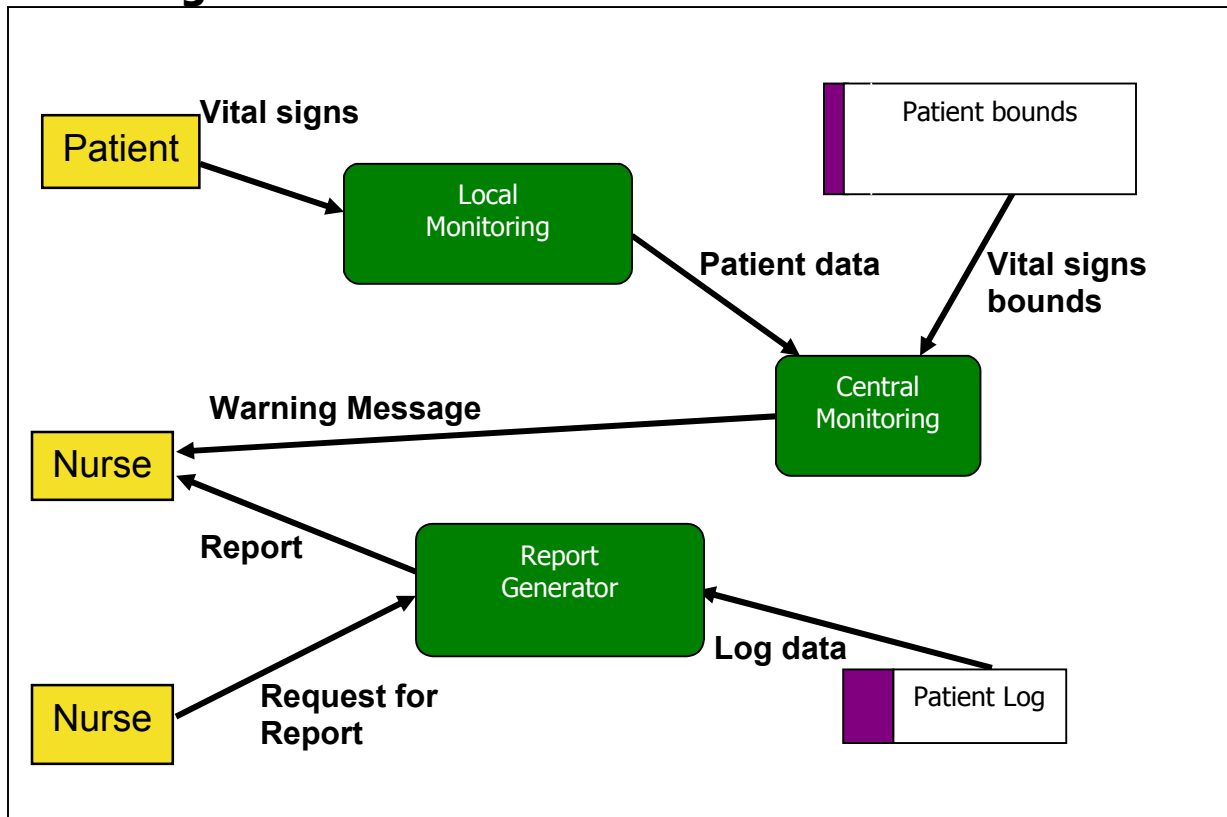 Vital signs
Patient bounds
Patient
Local
Monitoring
Patient data
Vital signs
bounds
Central
Monitoring
Warning Message
Nurse
Report
Report
Generator
Log data
Nurse
Request for
Report
Patient Log